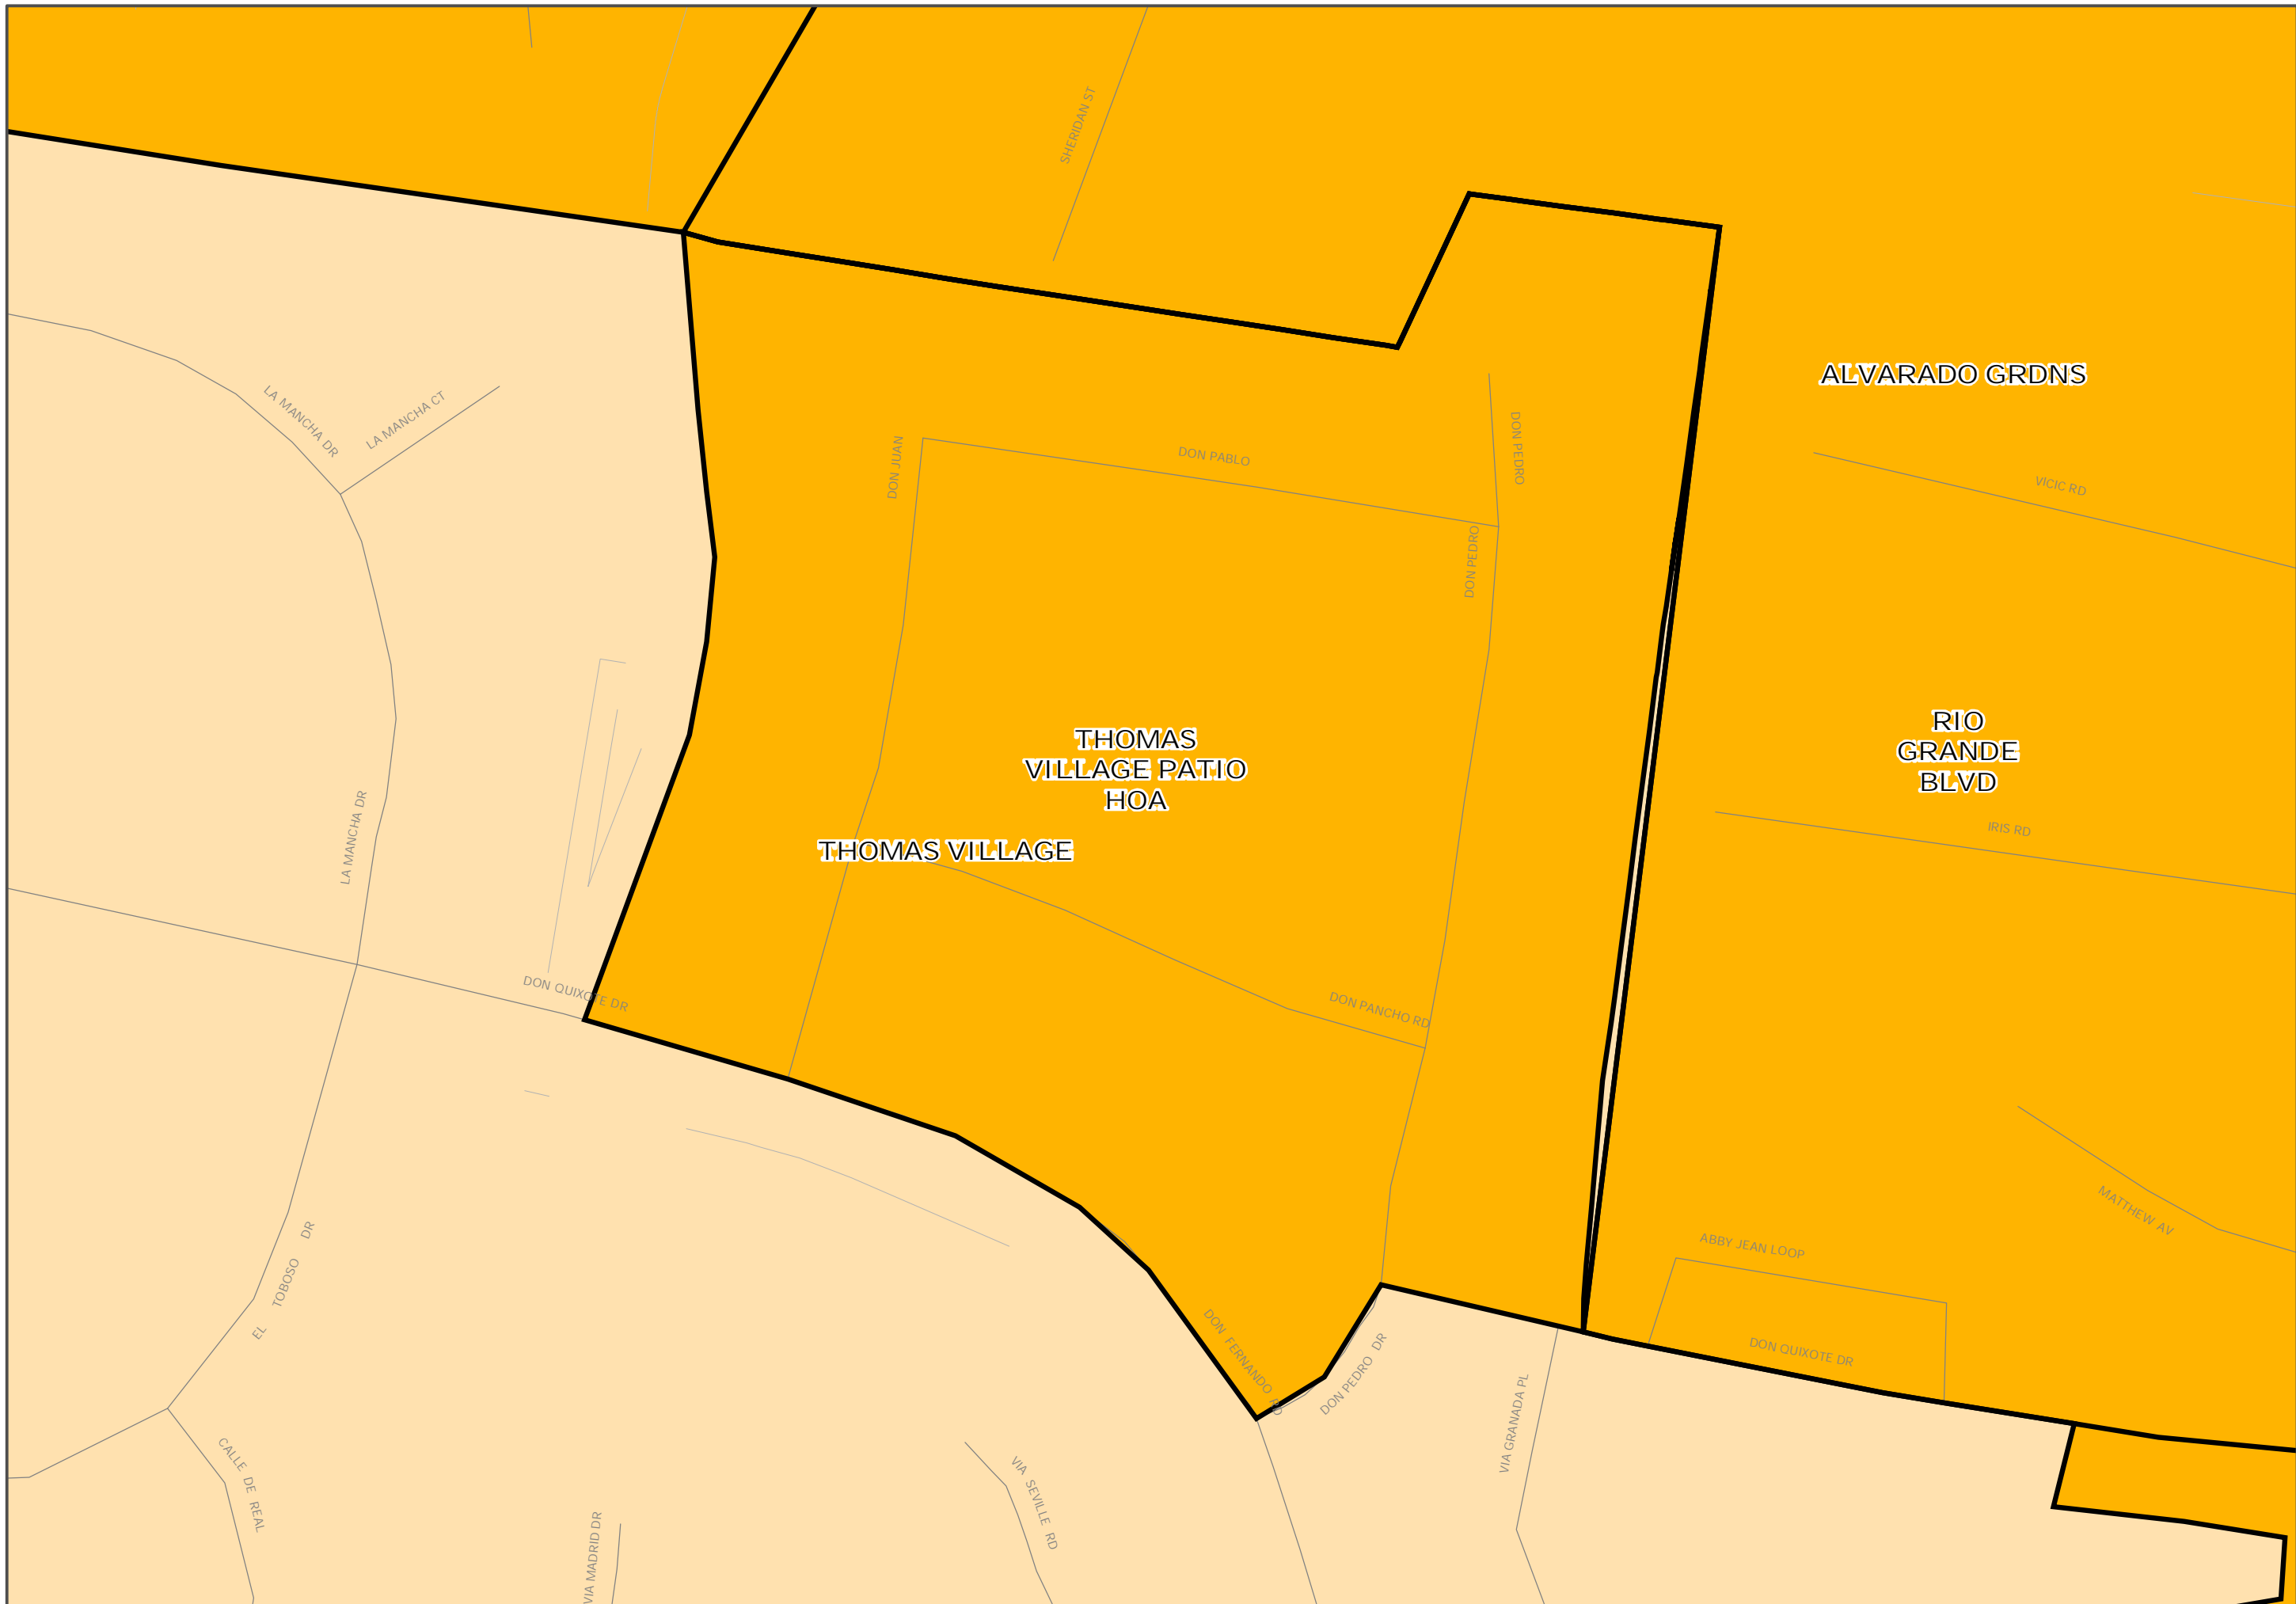 SHERIDAN ST
ALVARADO GRDNS
LA MANCHA DR
LA MANCHA CT
DON JUAN
DON PABLO
DON PEDRO
VICIC RD
DON PEDRO
THOMAS
VILLAGE PATIO
HOA
RIO
GRANDE
BLVD
THOMAS VILLAGE
LA MANCHA DR
IRIS RD
DON QUIXOTE DR
DON PANCHO RD
EL TOBOSO DR
MATTHEW AV
ABBY JEAN LOOP
DON QUIXOTE DR
DON FERNANDO RD
DON PEDRO DR
VIA GRANADA PL
CALLE DE REAL
VIA SEVILLE RD
VIA MADRID DR